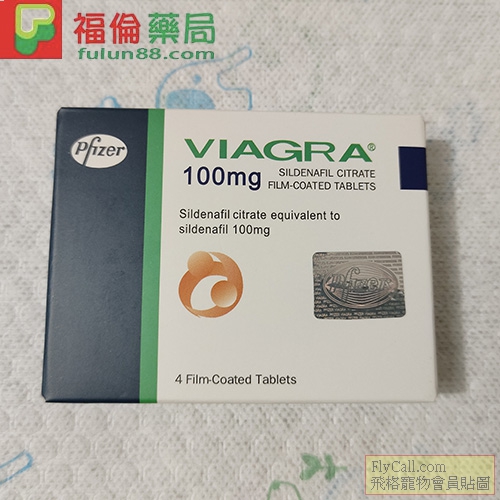 福倫藥局
fulun88.com
Pfizer
VIAGRA®
100mg
SILDENAFIL CITRATE
FILM-COATED TABLETS
Sildenafil citrate equivalent to
sildenafil 100mg
Pfizer
4 Film-Coated Tablets
FlyCall.com
飛格寵物會員貼圖